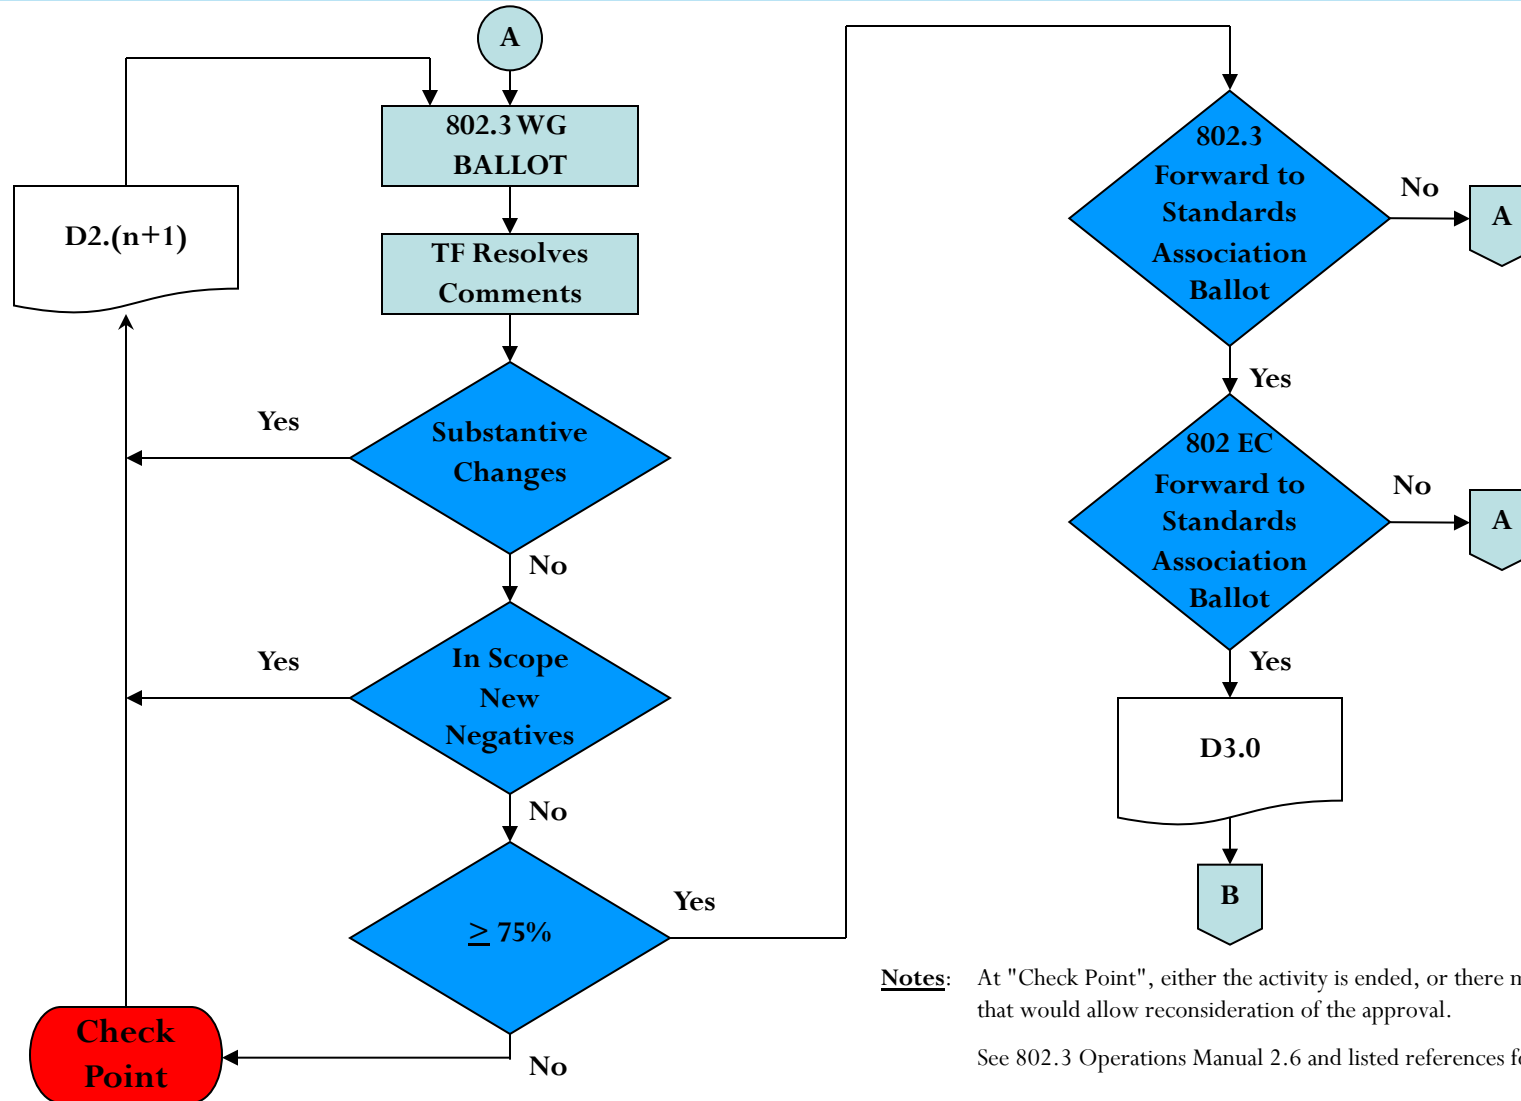 A
802.3 WG
BALLOT
D2.(n+1)
TF Resolves
Comments
Yes
Substantive
Changes
No
Yes
In Scope
New
Negatives
No
≥ 75%
Yes
Check
Point
No
802.3
Forward to
Standards
Association
Ballot
No
A
Yes
802 EC
Forward to
Standards
Association
Ballot
No
A
Yes
D3.0
B
Notes: At "Check Point", either the activity is ended, or there
that would allow reconsideration of the approval.
See 802.3 Operations Manual 2.6 and listed references